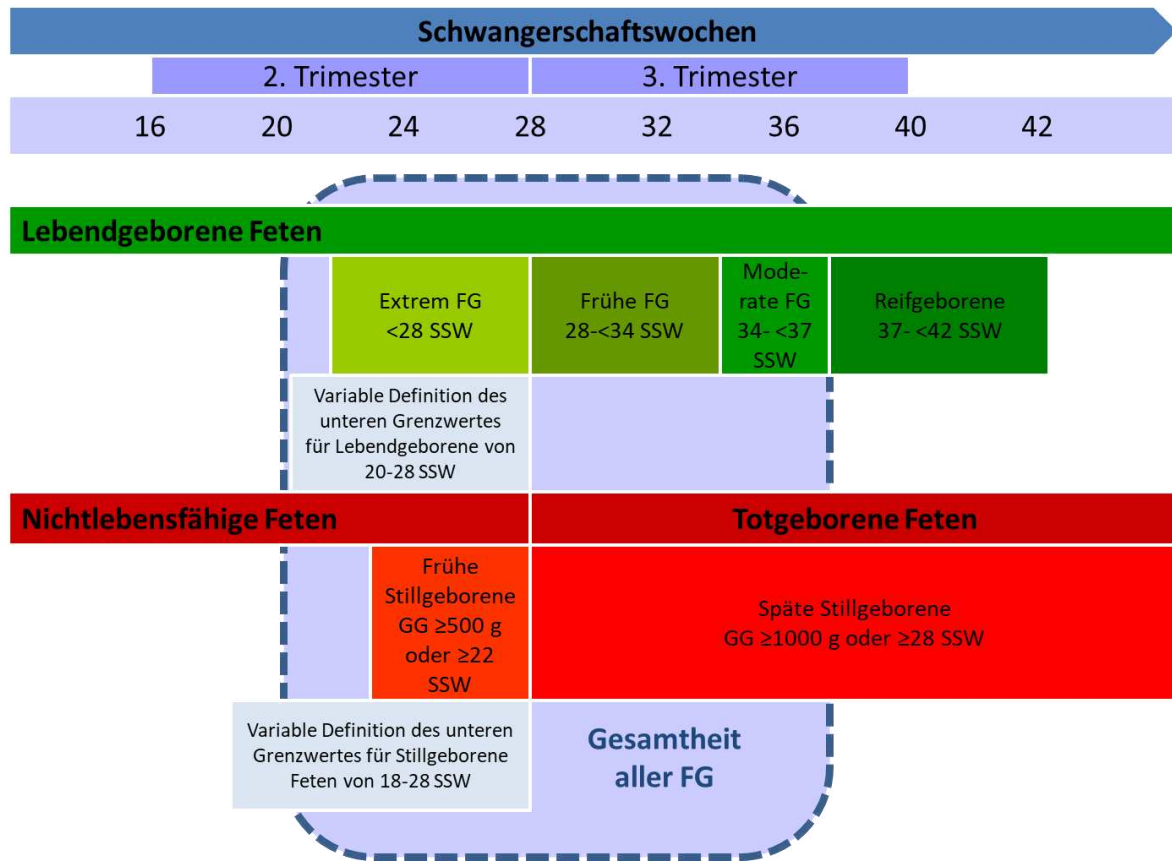 Schwangerschaftswochen
2. Trimester
3. Trimester
16 20 24 28 32 36 40 42
Lebendgeborene Feten
Extrem FG
<28 SSW
Frühe FG
28-<34 SSW
Mode-
rate FG
34- <37
SSW
Reifgeborene
37- <42 SSW
Variable Definition des
unteren Grenzwertes
für Lebendgeborene von
20-28 SSW
Nichtlebensfähige Feten
Totgeborene Feten
Frühe
Stillgeborene
GG ≥500 g
oder ≥22
SSW
Späte Stillgeborene
GG ≥1000 g oder ≥28 SSW
Variable Definition des unteren
Grenzwertes für Stillgeborene
Feten von 18-28 SSW
Gesamtheit
aller FG